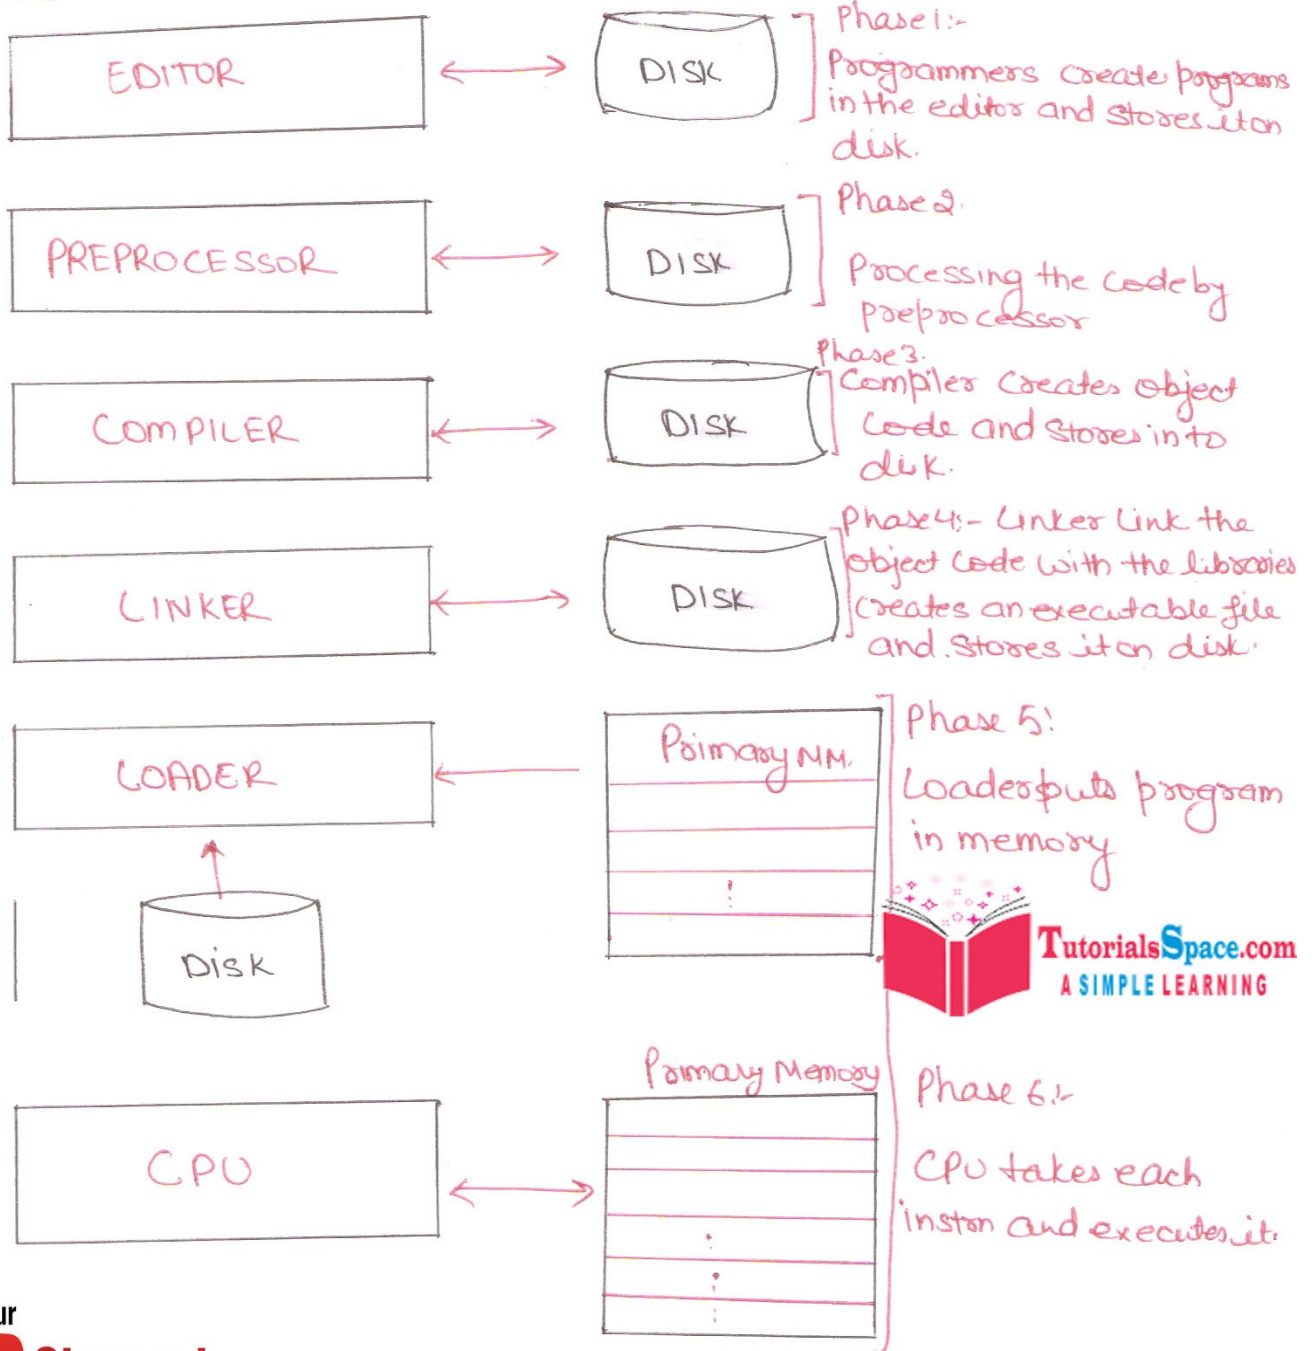 EDITOR
DISK
Phase 1:-
Programmers create programs
in the editor and stores it on
disk.
PREPROCESSOR
DISK
Phase 2.
Processing the code by
preprocessor
COMPILER
DISK
Phase 3.
Compiler creates object
code and stores in to
disk.
LINKER
DISK
Phase 4:- Linker Link the
object code with the libraries
creates an executable file
and. stores it on disk.
LOADER
Primary MM.
Phase 5:
Loader puts program
in memory
Disk
TutorialsSpace.com
A SIMPLE LEARNING
CPU
Primary Memory
Phase 6:-
CPU takes each
instrn and executes it.